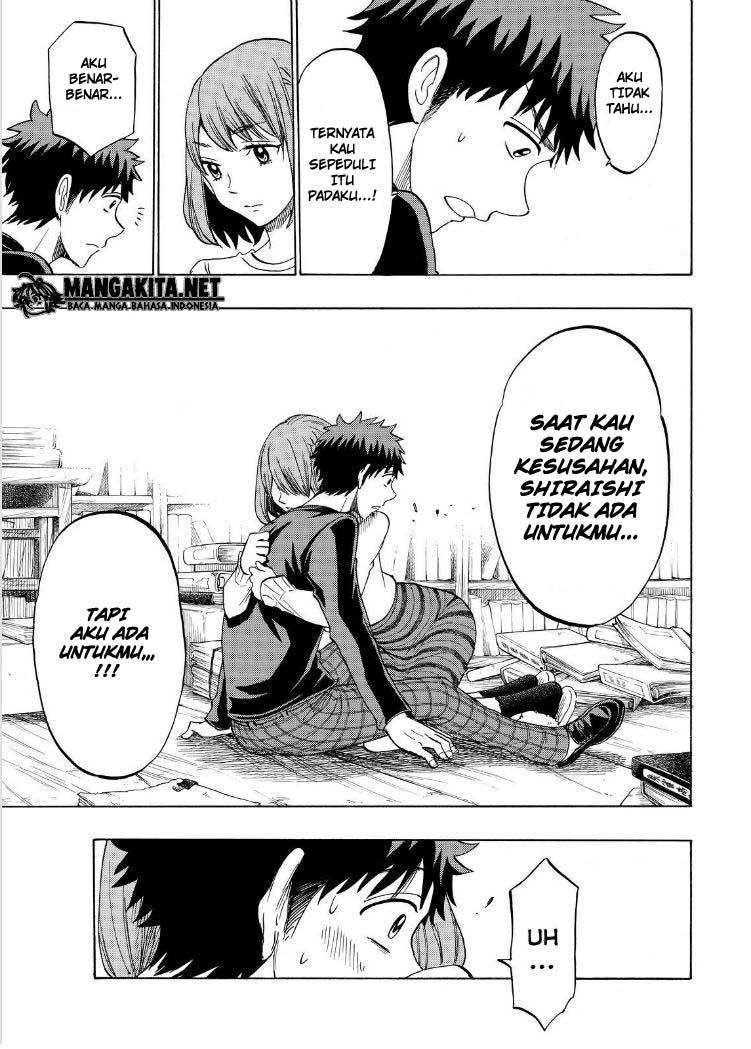 AKU
TIDAK
TAHU...
TERNYATA
KAU
SEPEDULI
ITU
PADAKU...!
AKU
BENAR-
BENAR...
MANGAKITA.NET
BACA MANGA BAHASA INDONESIA
SAAT KAU
SEDANG
KESUSAHAN,
SHIRAISHI
TIDAK ADA
UNTUKMU...
TAPI
AKU ADA
UNTUKMU,,,
!!!
UH
...